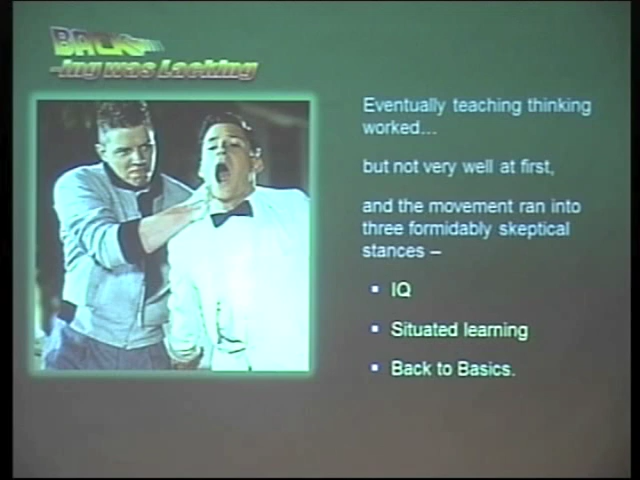 BACK
-ing was Lacking
Eventually teaching thinking
worked...
but not very well at first,
and the movement ran into
three formidably skeptical
stances –
IQ
Situated learning
Back to Basics.